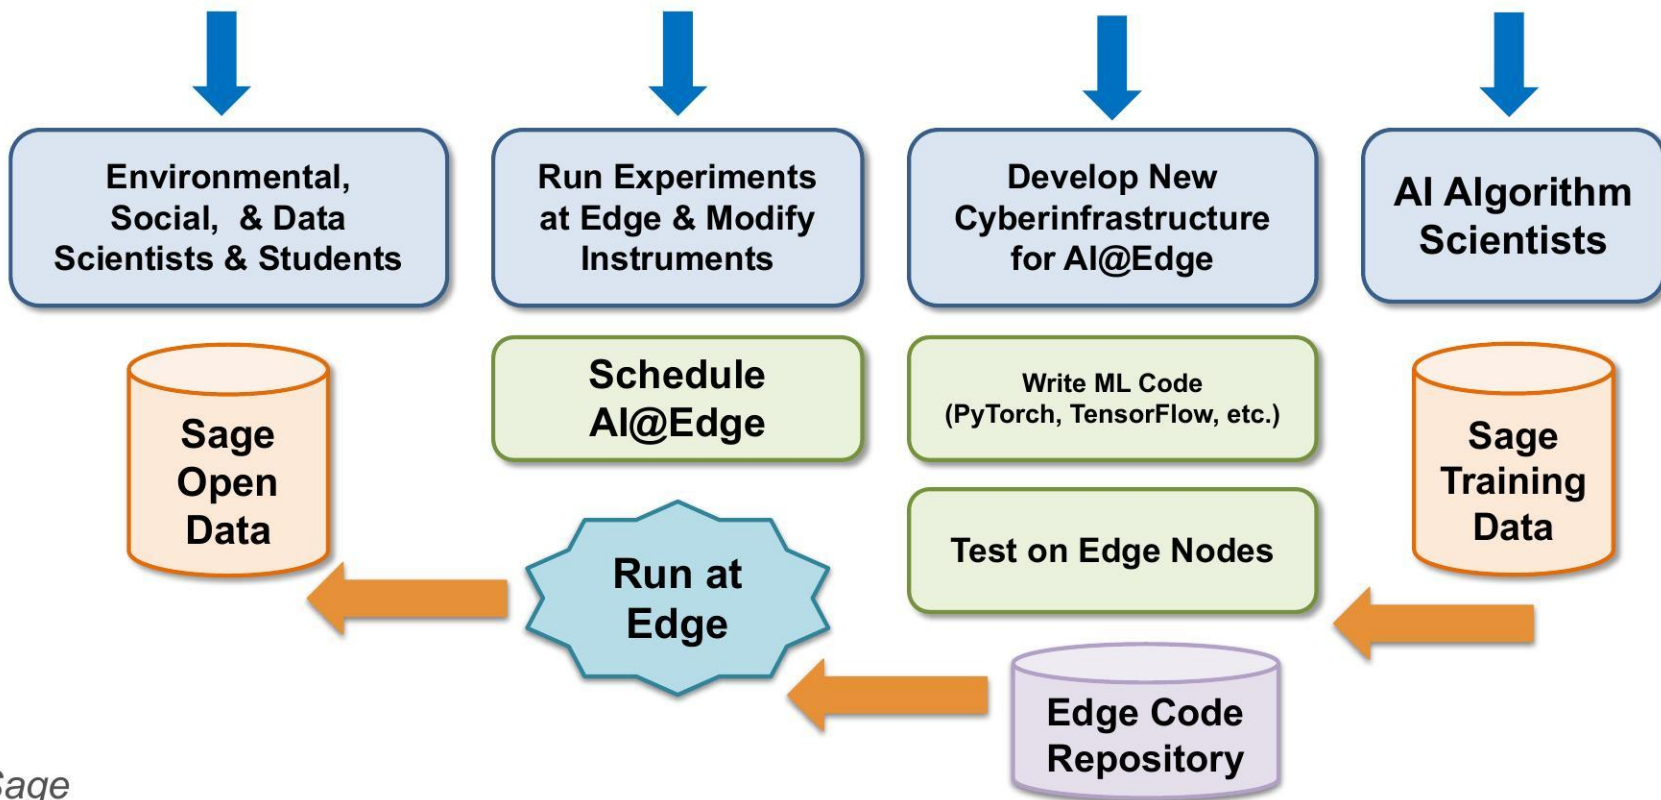 Environmental,
Social, & Data
Scientists & Students
Run Experiments
at Edge & Modify
Instruments
Develop New
Cyberinfrastructure
for AI@Edge
AI Algorithm
Scientists
Sage
Open
Data
Schedule
AI@Edge
Write ML Code
(PyTorch, TensorFlow, etc.)
Sage
Training
Data
Test on Edge Nodes
Run at
Edge
Edge Code
Repository
Sage